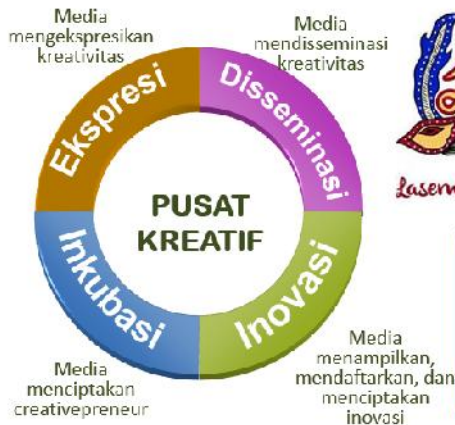 Media
mengekspresikan
kreativitas
Media
mendisseminasi
kreativitas
Ekspresi
Disseminasi
PUSAT
KREATIF
Inkubasi
Inovasi
Media
menciptakan
creativepreneur
Media
menampilkan,
mendaftarkan, dan
menciptakan
inovasi